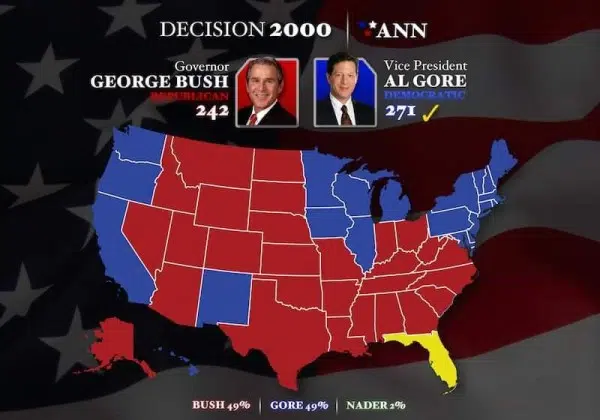 DECISION 2000 | ANN
Governor
GEORGE BUSH
REPUBLICAN
242
Vice President
AL GORE
DEMOCRATIC
271 ✓
BUSH 49% | GORE 49% | NADER 2%